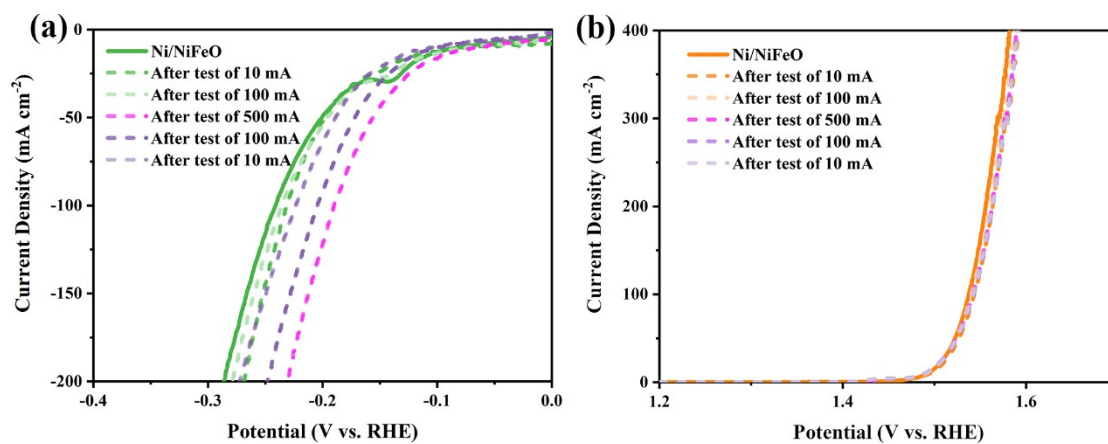 (a)
0
-50
-100
-150
-200
Current Density (mA cm⁻²)
Ni/NiFeO
After test of 10 mA
After test of 100 mA
After test of 500 mA
After test of 100 mA
After test of 10 mA
-0.4
-0.3
-0.2
-0.1
0.0
Potential (V vs. RHE)
(b)
400
300
200
100
0
Current Density (mA cm⁻²)
Ni/NiFeO
After test of 10 mA
After test of 100 mA
After test of 500 mA
After test of 100 mA
After test of 10 mA
1.2
1.4
1.6
Potential (V vs. RHE)